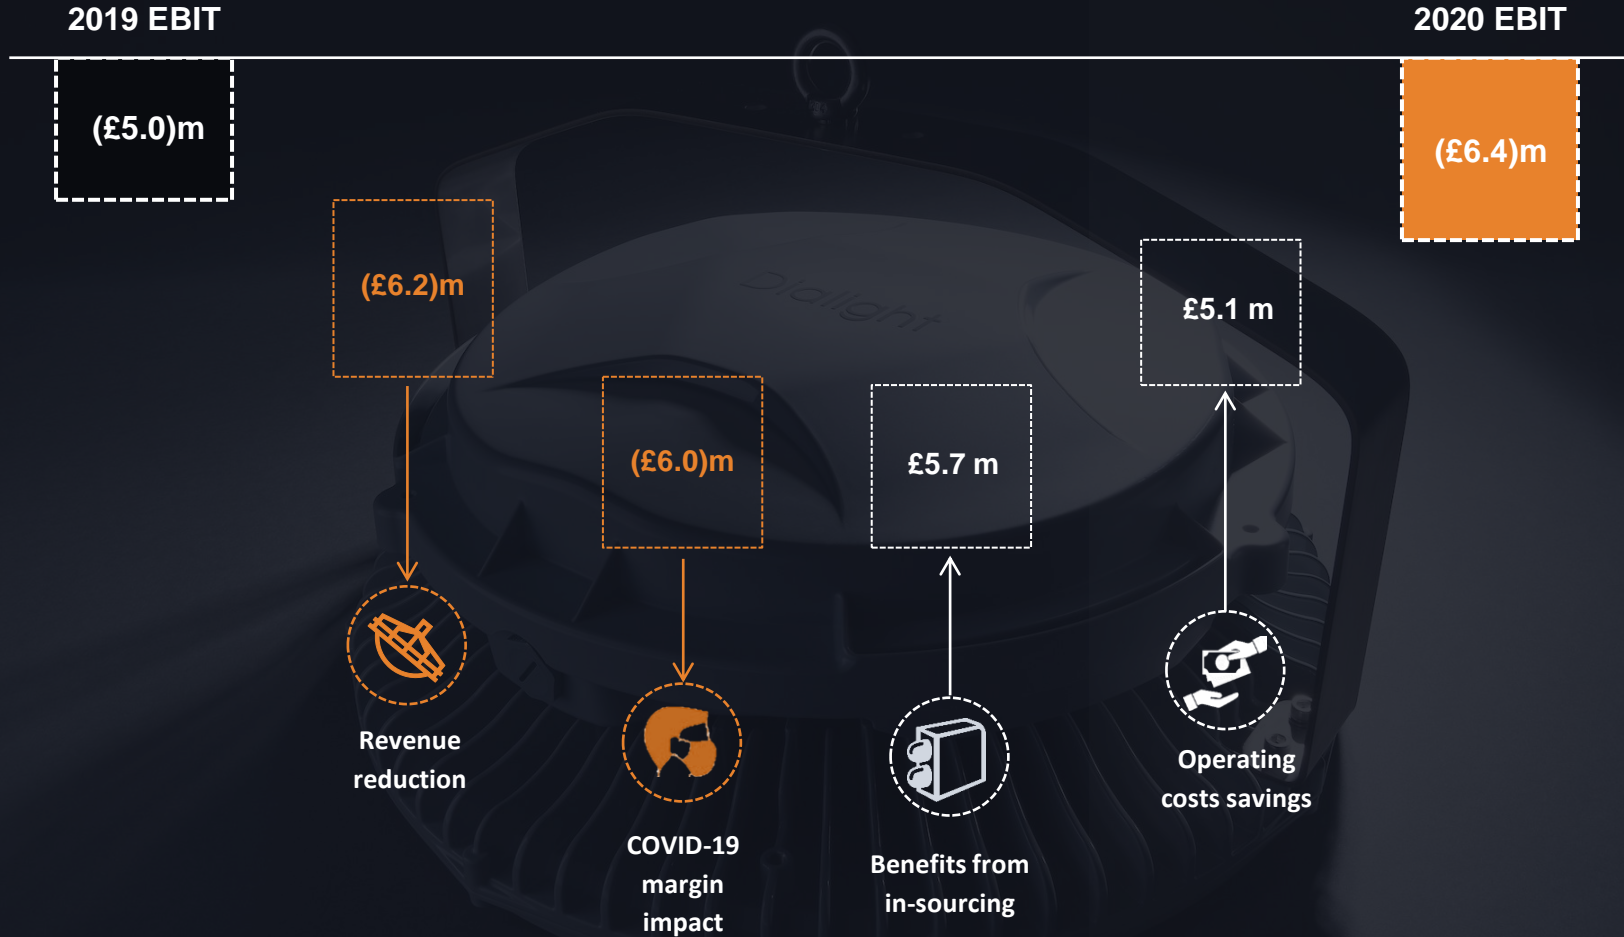 2019 EBIT
2020 EBIT
(£5.0)m
(£6.4)m
(£6.2)m
Dialight
£5.1 m
(£6.0)m
£5.7 m
Revenue
reduction
Operating
costs savings
COVID-19
margin
impact
Benefits from
in-sourcing